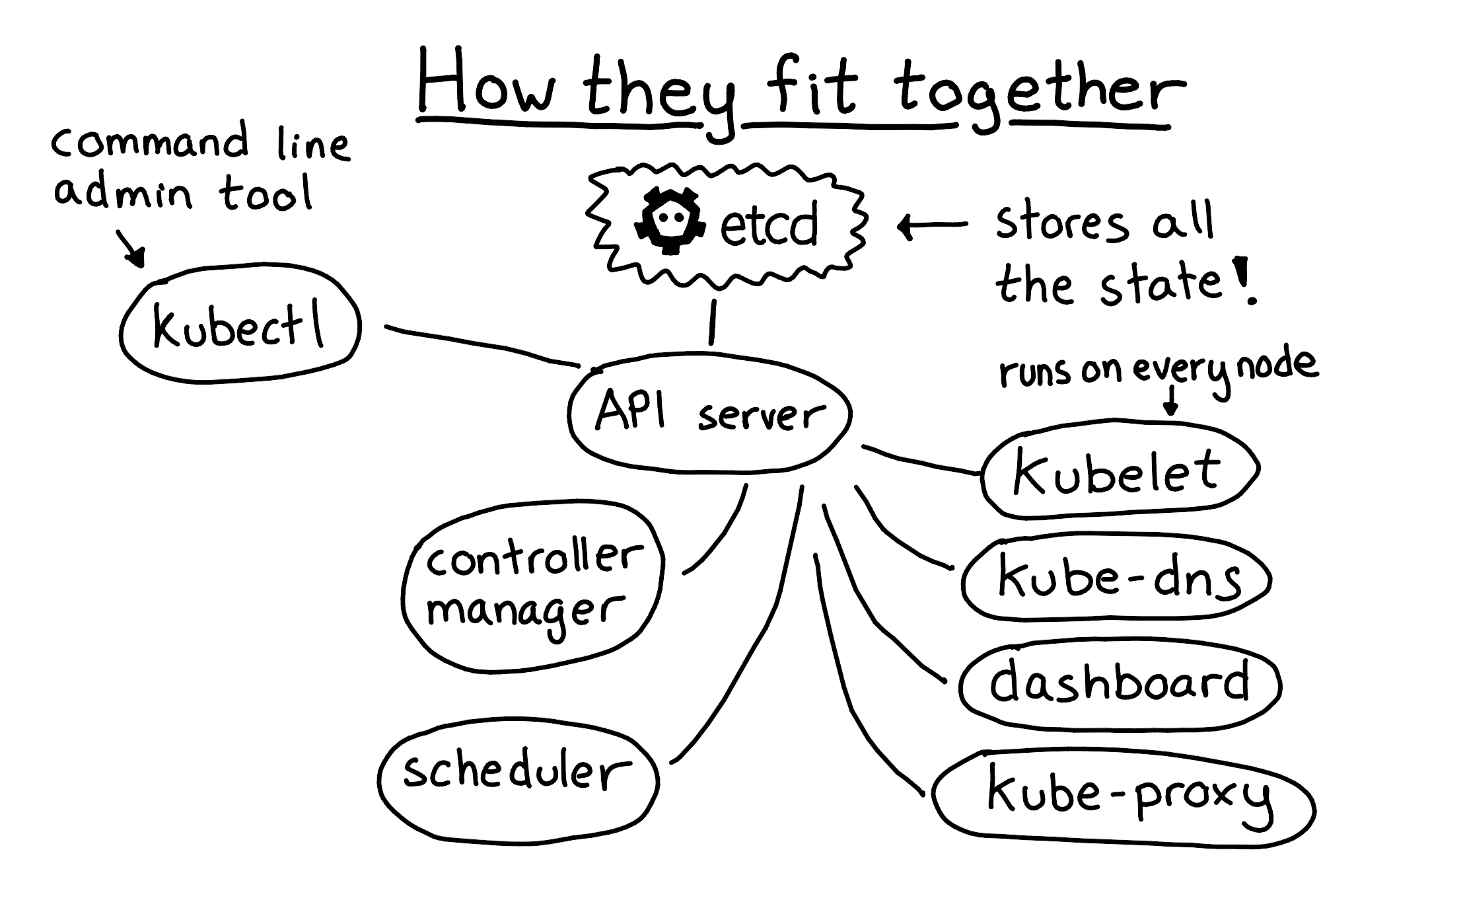 How they fit together
command line
admin tool
etcd
stores all
the state!
kubectl
runs on every node
API server
kubelet
controller
manager
kube-dns
dashboard
scheduler
kube-proxy